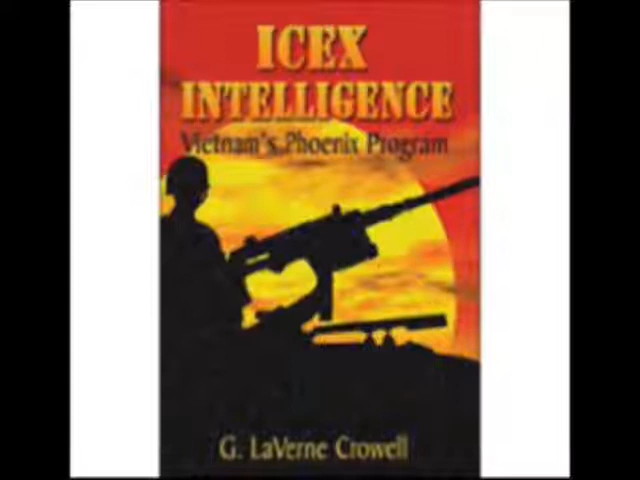 ICEX
INTELLIGENCE
Vietnam's Phoenix Program
G. LaVerne Crowell